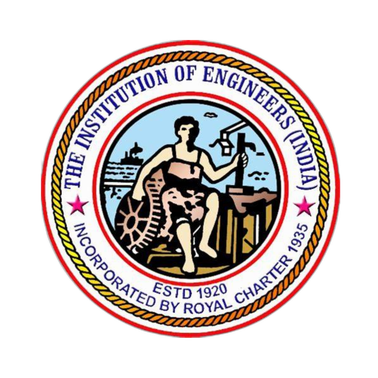 THE INSTITUTION OF ENGINEERS (INDIA)
ESTD 1920
INCORPORATED BY ROYAL CHARTER 1935